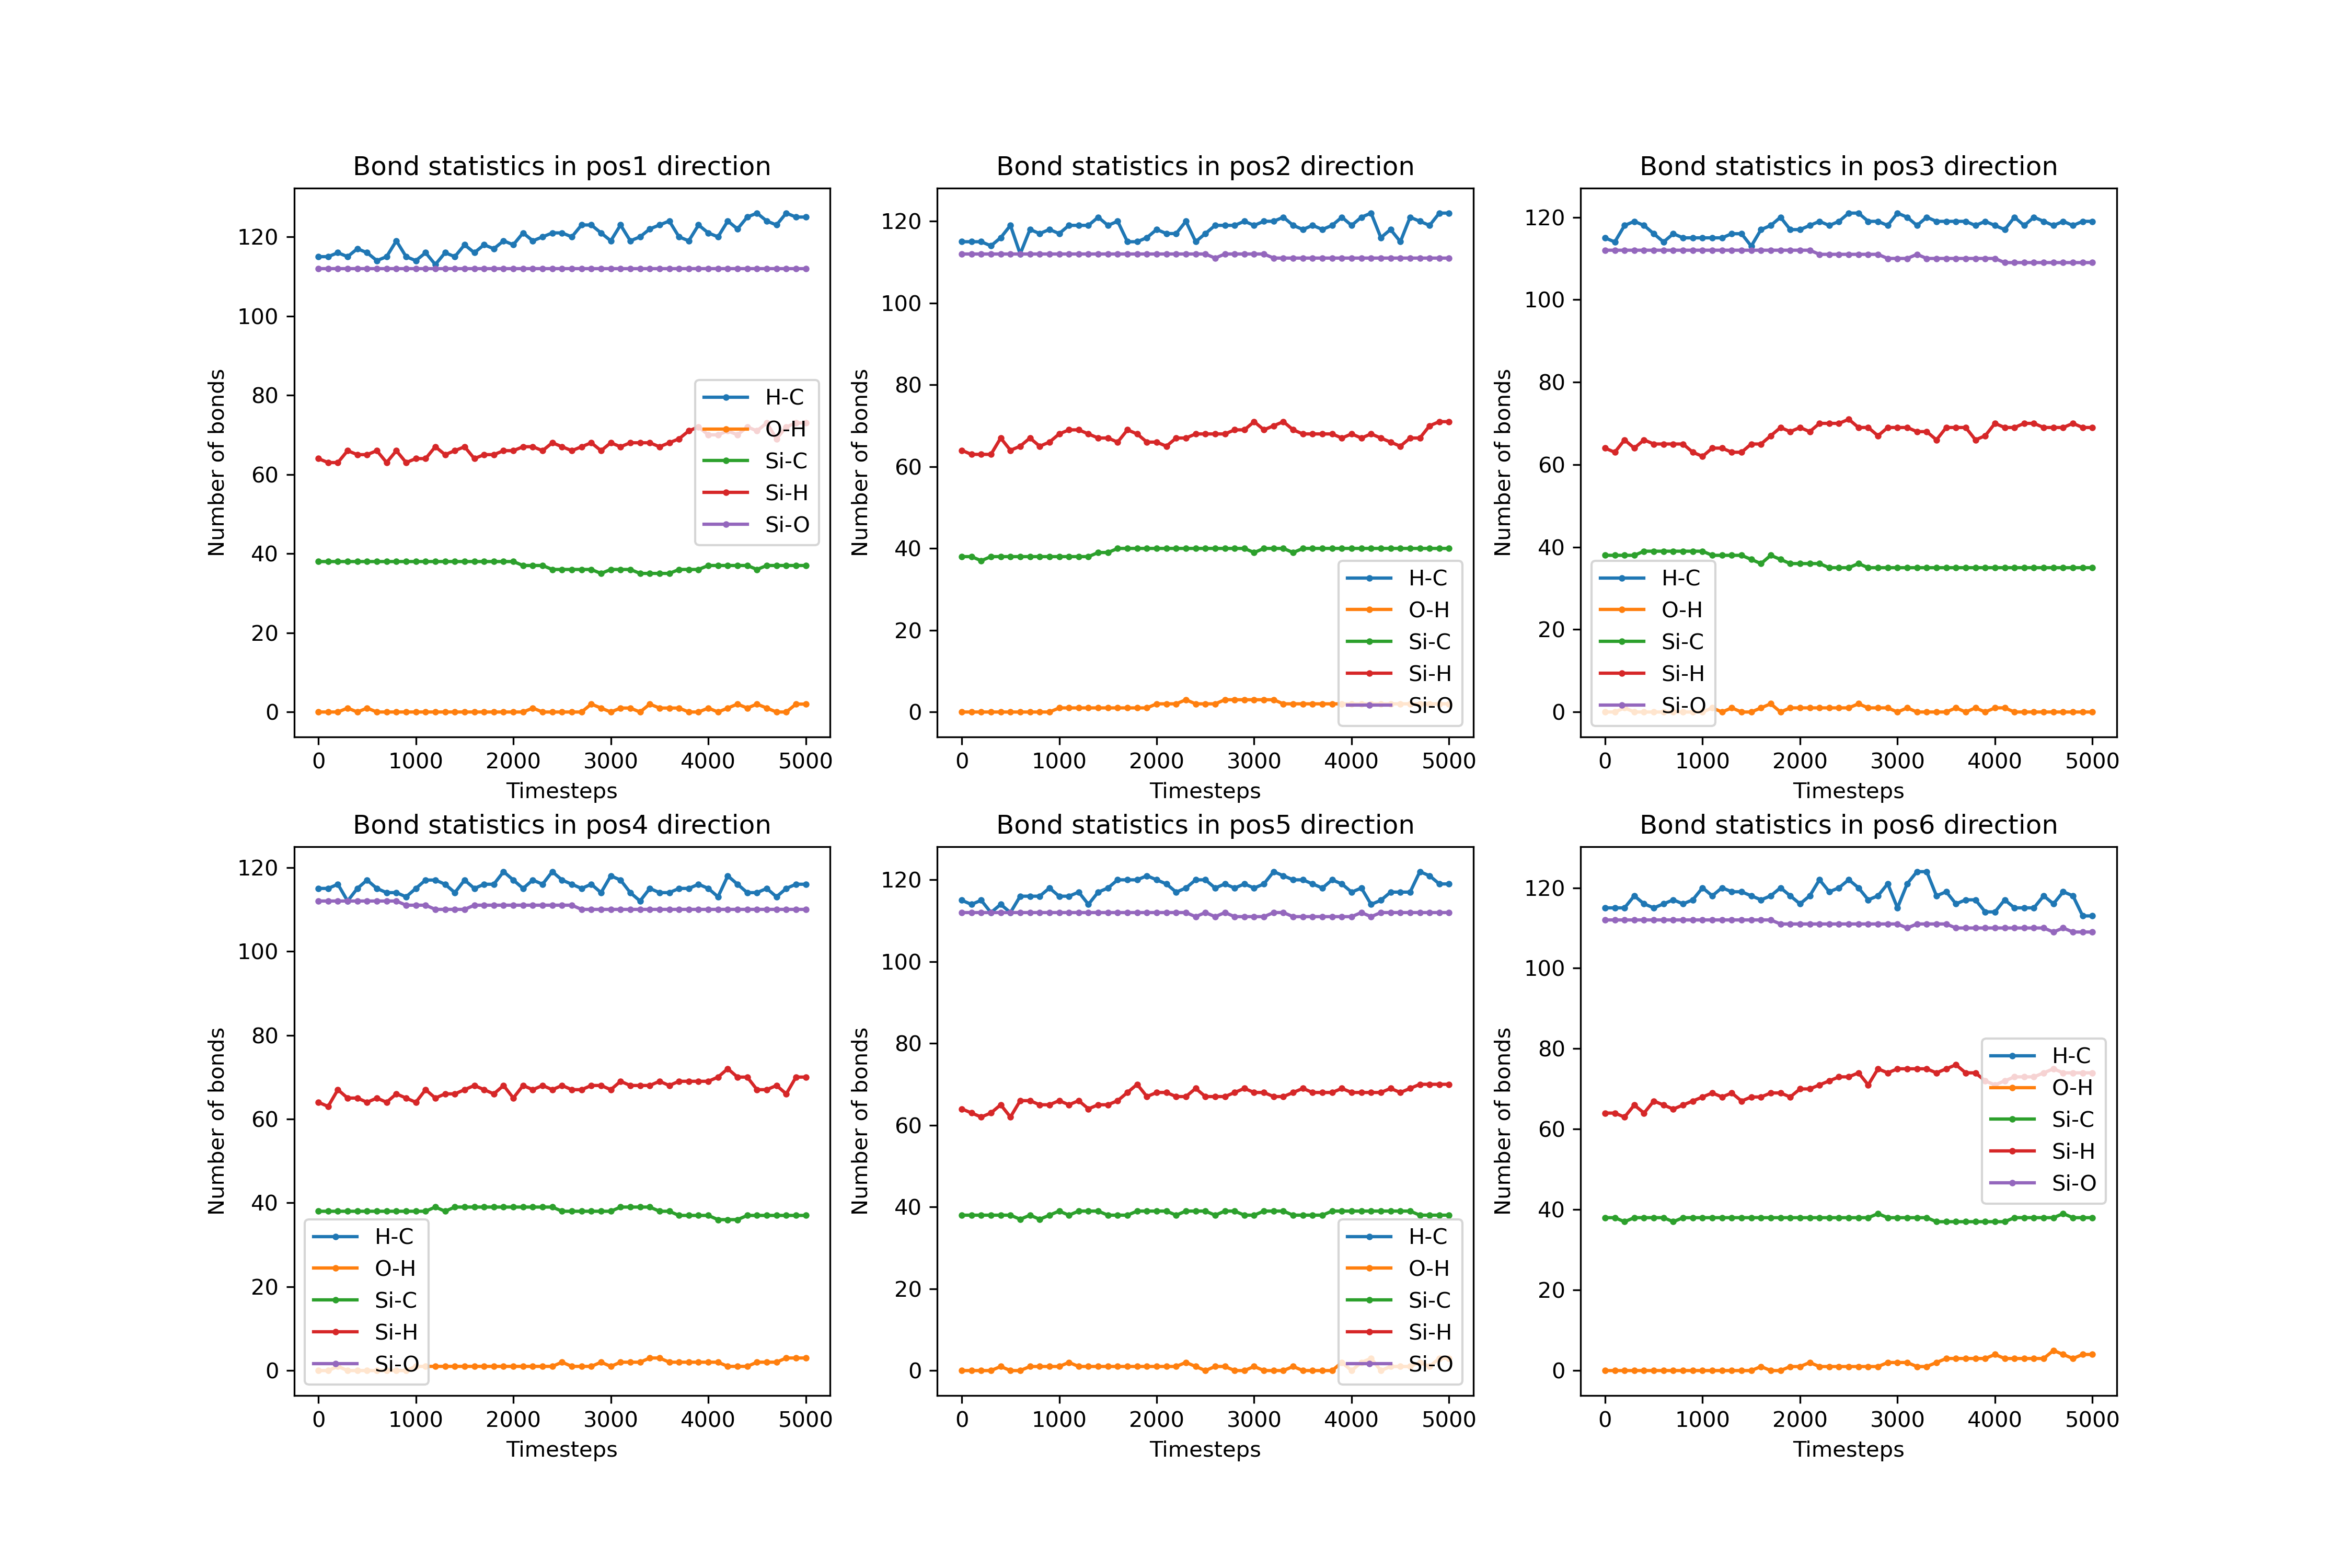 Bond statistics in pos1 direction
Number of bonds
120
100
80
60
40
20
0
0 1000 2000 3000 4000 5000
Timesteps
H-C
O-H
Si-C
Si-H
Si-O
Bond statistics in pos2 direction
Number of bonds
120
100
80
60
40
20
0
0 1000 2000 3000 4000 5000
Timesteps
H-C
O-H
Si-C
Si-H
Si-O
Bond statistics in pos3 direction
Number of bonds
120
100
80
60
40
20
0
0 1000 2000 3000 4000 5000
Timesteps
H-C
O-H
Si-C
Si-H
Si-O
Bond statistics in pos4 direction
Number of bonds
120
100
80
60
40
20
0
0 1000 2000 3000 4000 5000
Timesteps
H-C
O-H
Si-C
Si-H
Si-O
Bond statistics in pos5 direction
Number of bonds
120
100
80
60
40
20
0
0 1000 2000 3000 4000 5000
Timesteps
H-C
O-H
Si-C
Si-H
Si-O
Bond statistics in pos6 direction
Number of bonds
120
100
80
60
40
20
0
0 1000 2000 3000 4000 5000
Timesteps
H-C
O-H
Si-C
Si-H
Si-O